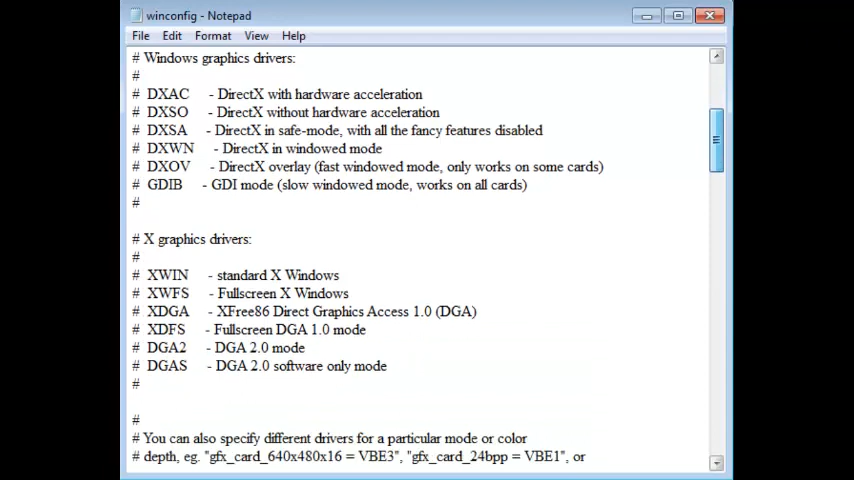 winconfig - Notepad
File Edit Format View Help
# Windows graphics drivers:
#
# DXAC - DirectX with hardware acceleration
# DXSO - DirectX without hardware acceleration
# DXSA - DirectX in safe-mode, with all the fancy features disabled
# DXWN - DirectX in windowed mode
# DXOV - DirectX overlay (fast windowed mode, only works on some cards)
# GDIB - GDI mode (slow windowed mode, works on all cards)
#
# X graphics drivers:
#
# XWIN - standard X Windows
# XWFS - Fullscreen X Windows
# XDGA - XFree86 Direct Graphics Access 1.0 (DGA)
# XDFS - Fullscreen DGA 1.0 mode
# DGA2 - DGA 2.0 mode
# DGAS - DGA 2.0 software only mode
#
#
# You can also specify different drivers for a particular mode or color
# depth, eg. "gfx_card_640x480x16 = VBE3", "gfx_card_24bpp = VBE1", or